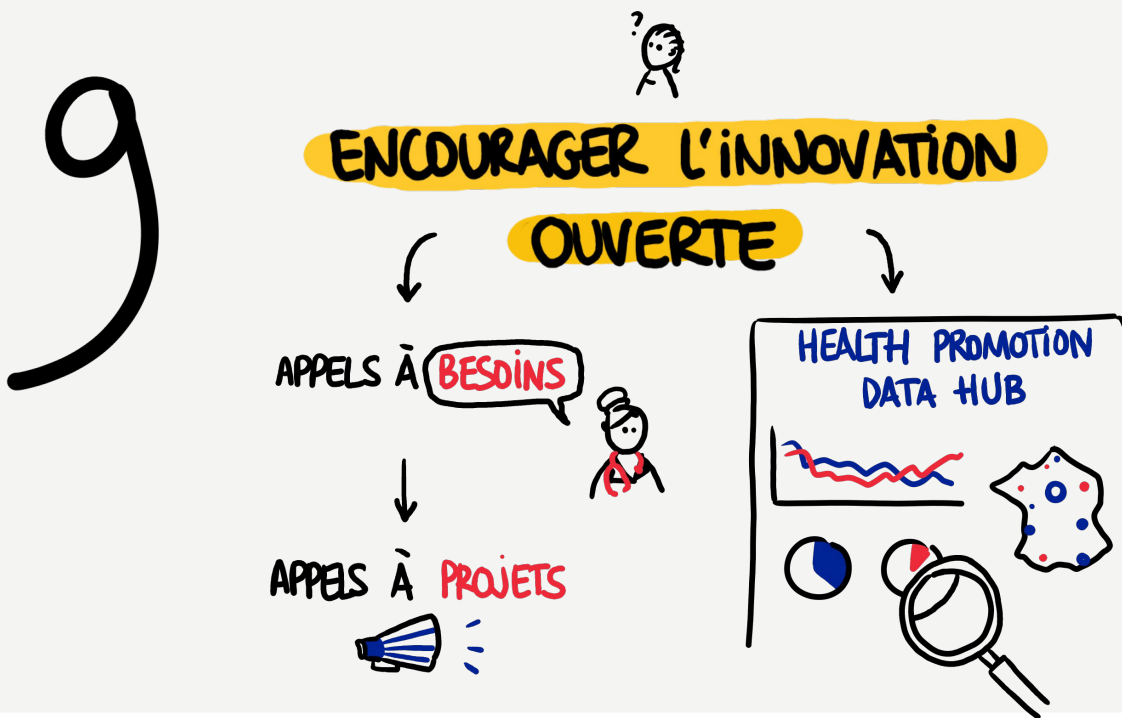 9
?
ENCOURAGER L'INNOVATION
OUVERTE
APPELS À BESOINS
APPELS À PROJETS
HEALTH PROMOTION
DATA HUB